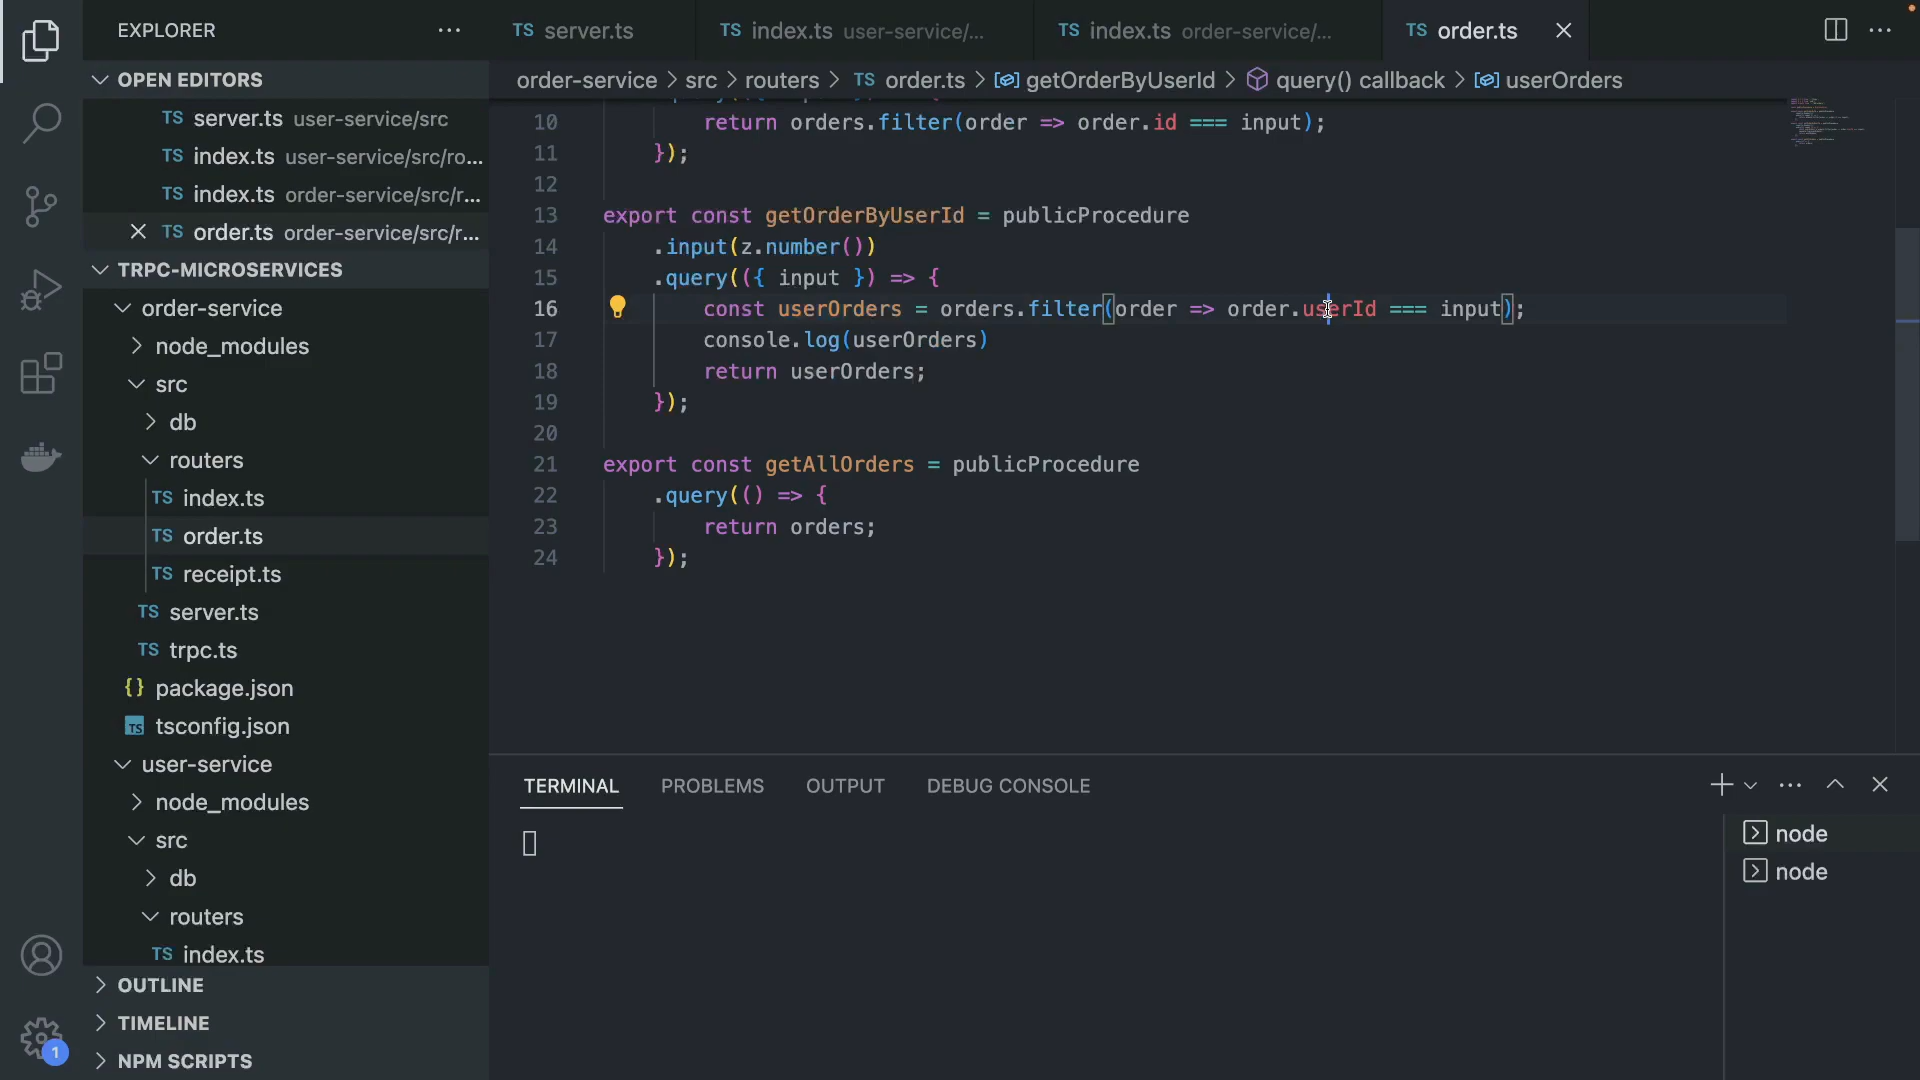 EXPLORER
OPEN EDITORS
TS server.ts user-service/src
TS index.ts user-service/src/ro...
TS index.ts order-service/src/r...
TS order.ts order-service/src/r...
TRPC-MICROSERVICES
order-service
node_modules
src
db
routers
TS index.ts
TS order.ts
TS receipt.ts
TS server.ts
TS trpc.ts
{} package.json
TS tsconfig.json
user-service
node_modules
src
db
routers
TS index.ts
OUTLINE
TIMELINE
NPM SCRIPTS
1
TS server.ts
TS index.ts user-service/...
TS index.ts order-service/...
TS order.ts
order-service > src > routers > TS order.ts > getOrderByUserId > query() callback > userOrders
10 return orders.filter(order => order.id === input);
11 });
12
13 export const getOrderByUserId = publicProcedure
14 .input(z.number())
15 .query(({ input }) => {
16 const userOrders = orders.filter(order => order.userId === input);
17 console.log(userOrders)
18 return userOrders;
19 });
20
21 export const getAllOrders = publicProcedure
22 .query(() => {
23 return orders;
24 });
TERMINAL PROBLEMS OUTPUT DEBUG CONSOLE
node
node